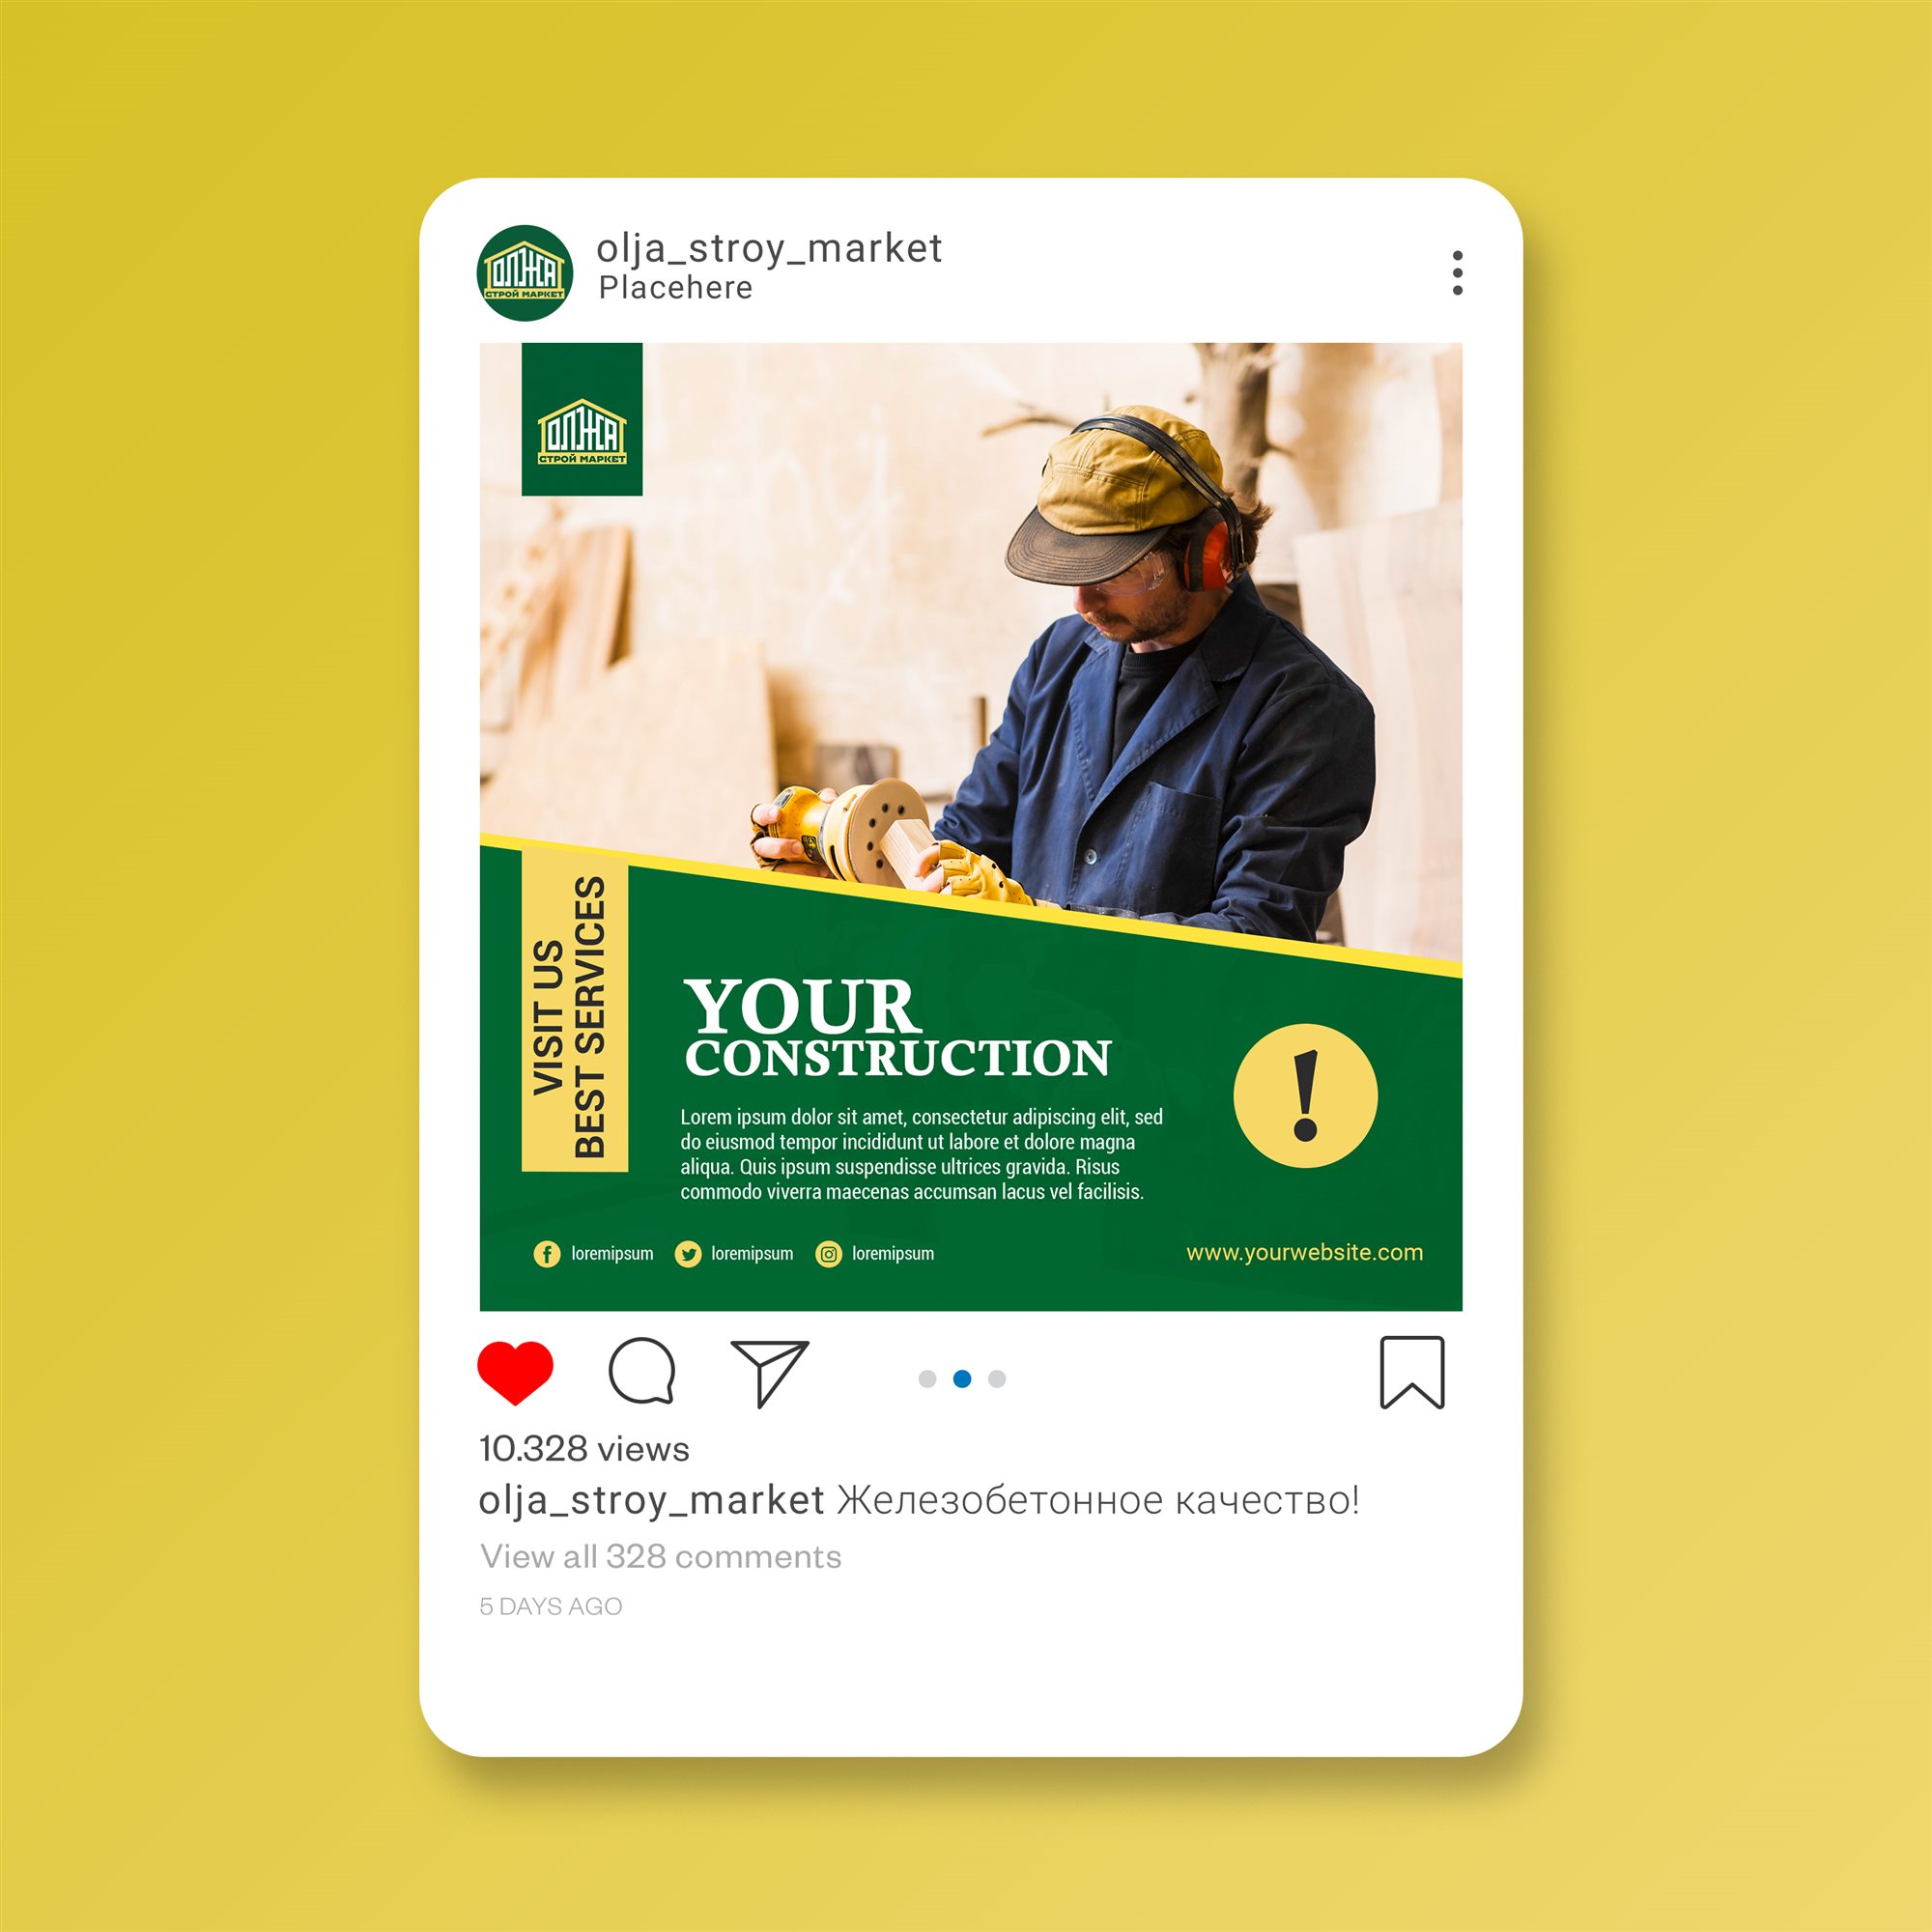 ОЛЖА
СТРОЙ МАРКЕТ
olja_stroy_market
Placehere
ОЛЖА
СТРОЙ МАРКЕТ
VISIT US
BEST SERVICES
YOUR
CONSTRUCTION
!
Lorem ipsum dolor sit amet, consectetur adipiscing elit, sed
do eiusmod tempor incididunt ut labore et dolore magna
aliqua. Quis ipsum suspendisse ultrices gravida. Risus
commodo viverra maecenas accumsan lacus vel facilisis.
loremipsum loremipsum loremipsum www.yourwebsite.com
10.328 views
olja_stroy_market Железобетонное качество!
View all 328 comments
5 DAYS AGO